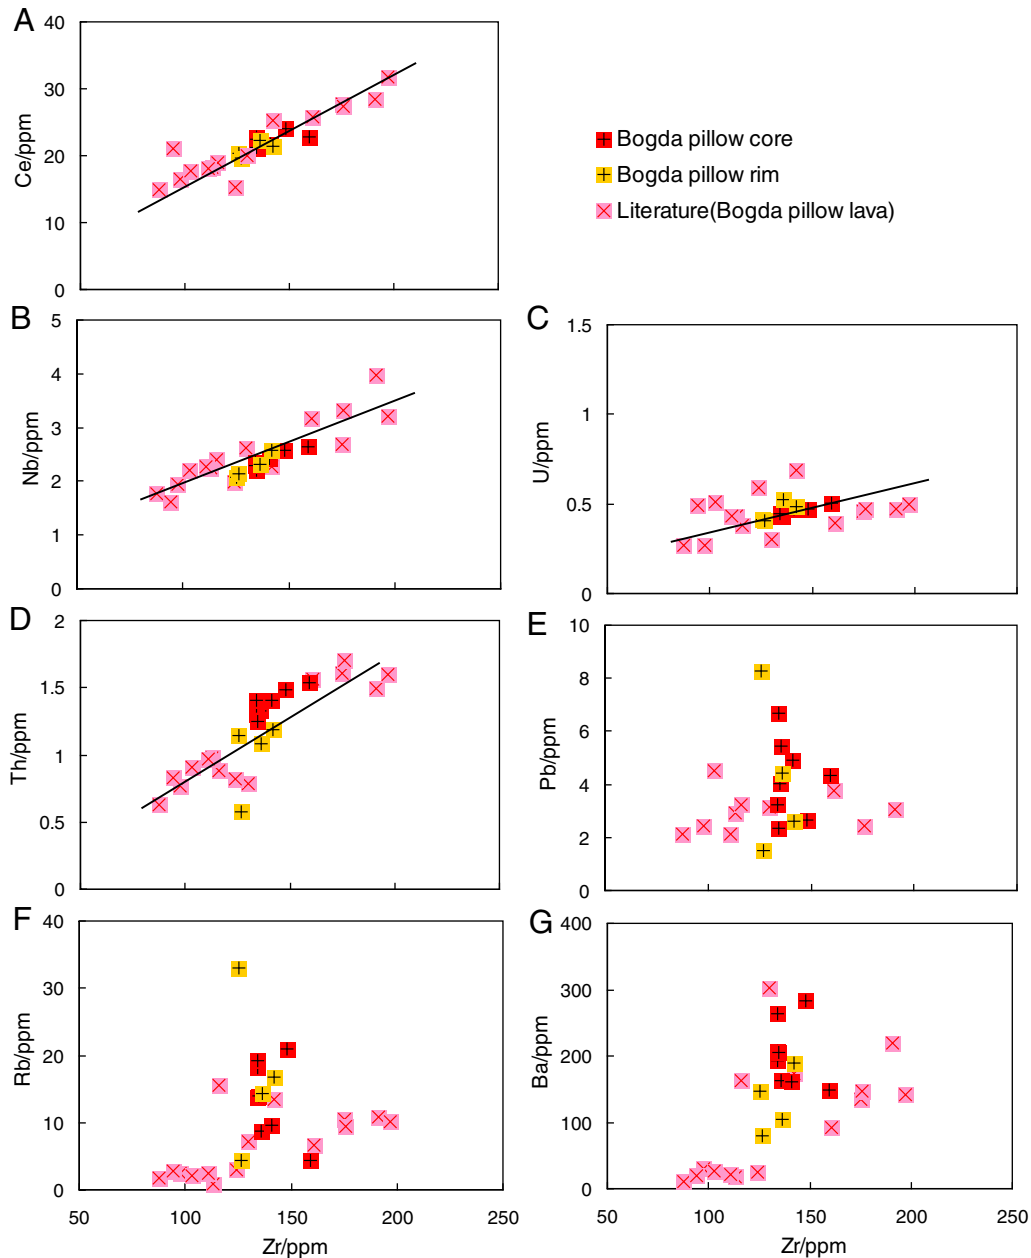 A
40
30
20
10
0
Ce/ppm
Bogda pillow core
Bogda pillow rim
Literature(Bogda pillow lava)
B
5
4
3
2
1
0
Nb/ppm
C
1.5
1
0.5
0
U/ppm
D
2
1.5
1
0.5
0
Th/ppm
E
10
8
6
4
2
0
Pb/ppm
F
40
30
20
10
0
Rb/ppm
50 100 150 200 250
Zr/ppm
G
400
300
200
100
0
Ba/ppm
50 100 150 200 250
Zr/ppm